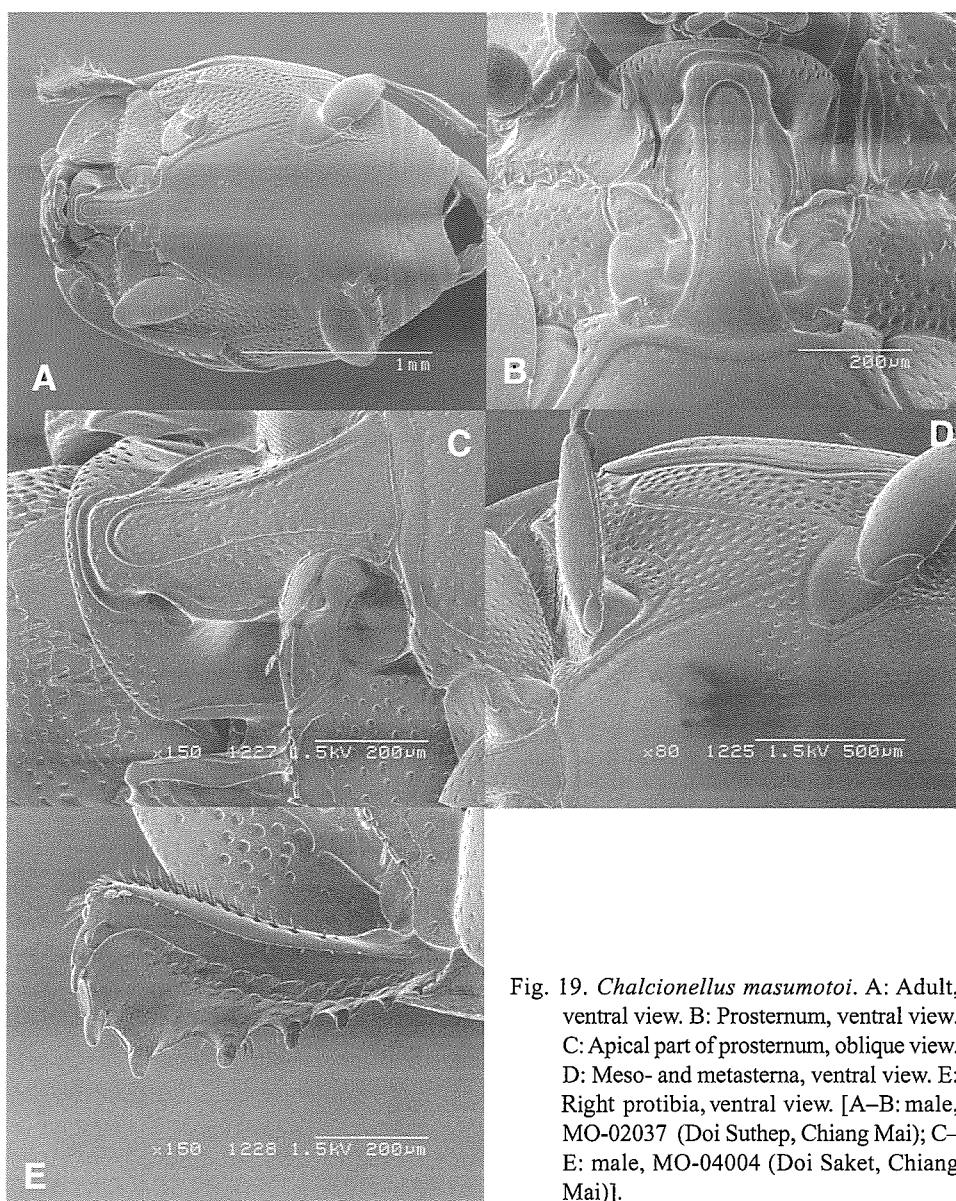 A
1mm
B
200µm
C
×150 1227 1.5kV 200µm
D
×80 1225 1.5kV 500µm
E
×150 1228 1.5kV 200µm
Fig. 19. Chalcionellus masumotoi. A: Adult,
ventral view. B: Prosternum, ventral view.
C: Apical part of prosternum, oblique view.
D: Meso- and metasterna, ventral view. E:
Right protibia, ventral view. [A–B: male,
MO-02037 (Doi Suthep, Chiang Mai); C–
E: male, MO-04004 (Doi Saket, Chiang
Mai)].